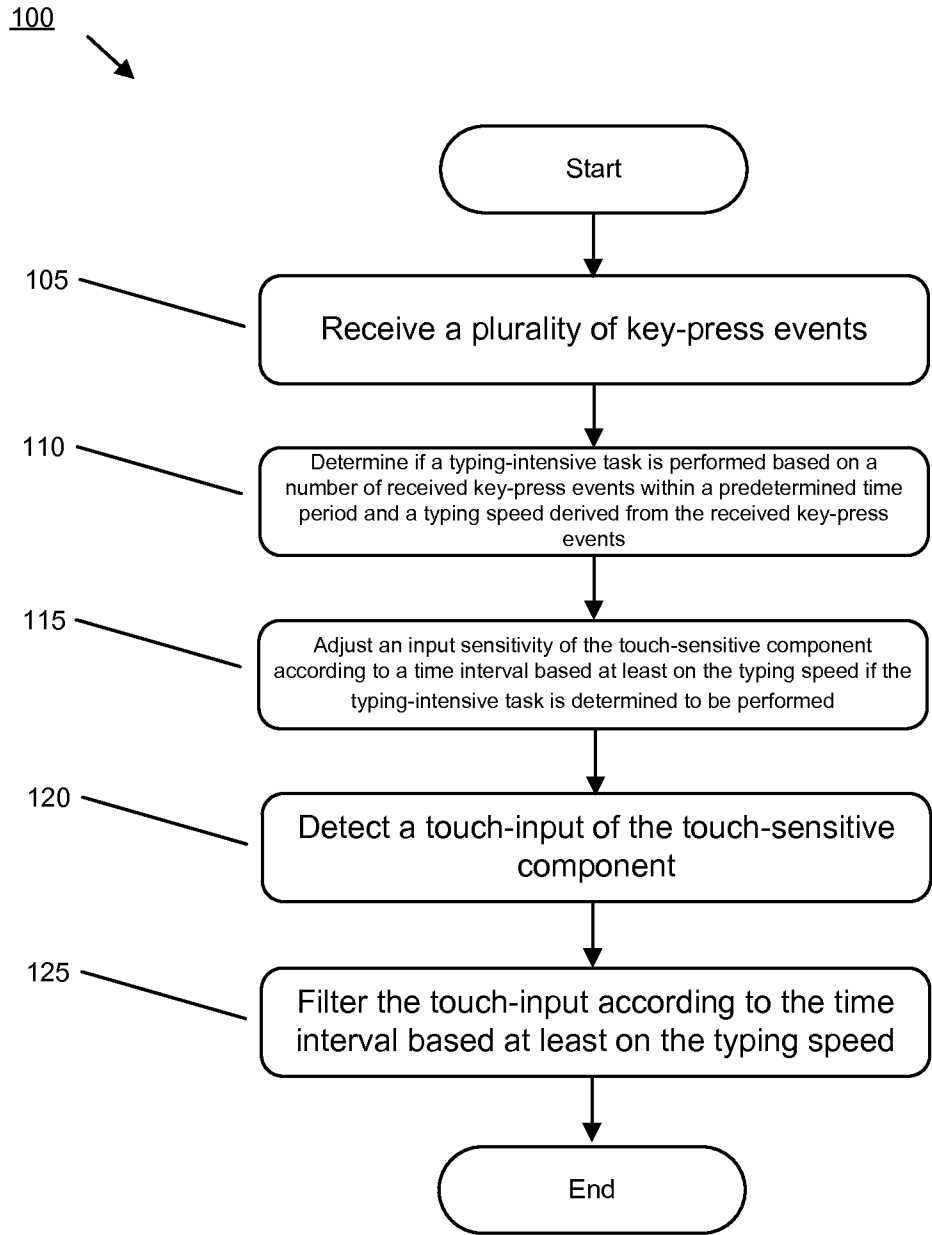 100
Start
105
Receive a plurality of key-press events
110
Determine if a typing-intensive task is performed based on a
number of received key-press events within a predetermined time
period and a typing speed derived from the received key-press
events
115
Adjust an input sensitivity of the touch-sensitive component
according to a time interval based at least on the typing speed if the
typing-intensive task is determined to be performed
120
Detect a touch-input of the touch-sensitive
component
125
Filter the touch-input according to the time
interval based at least on the typing speed
End